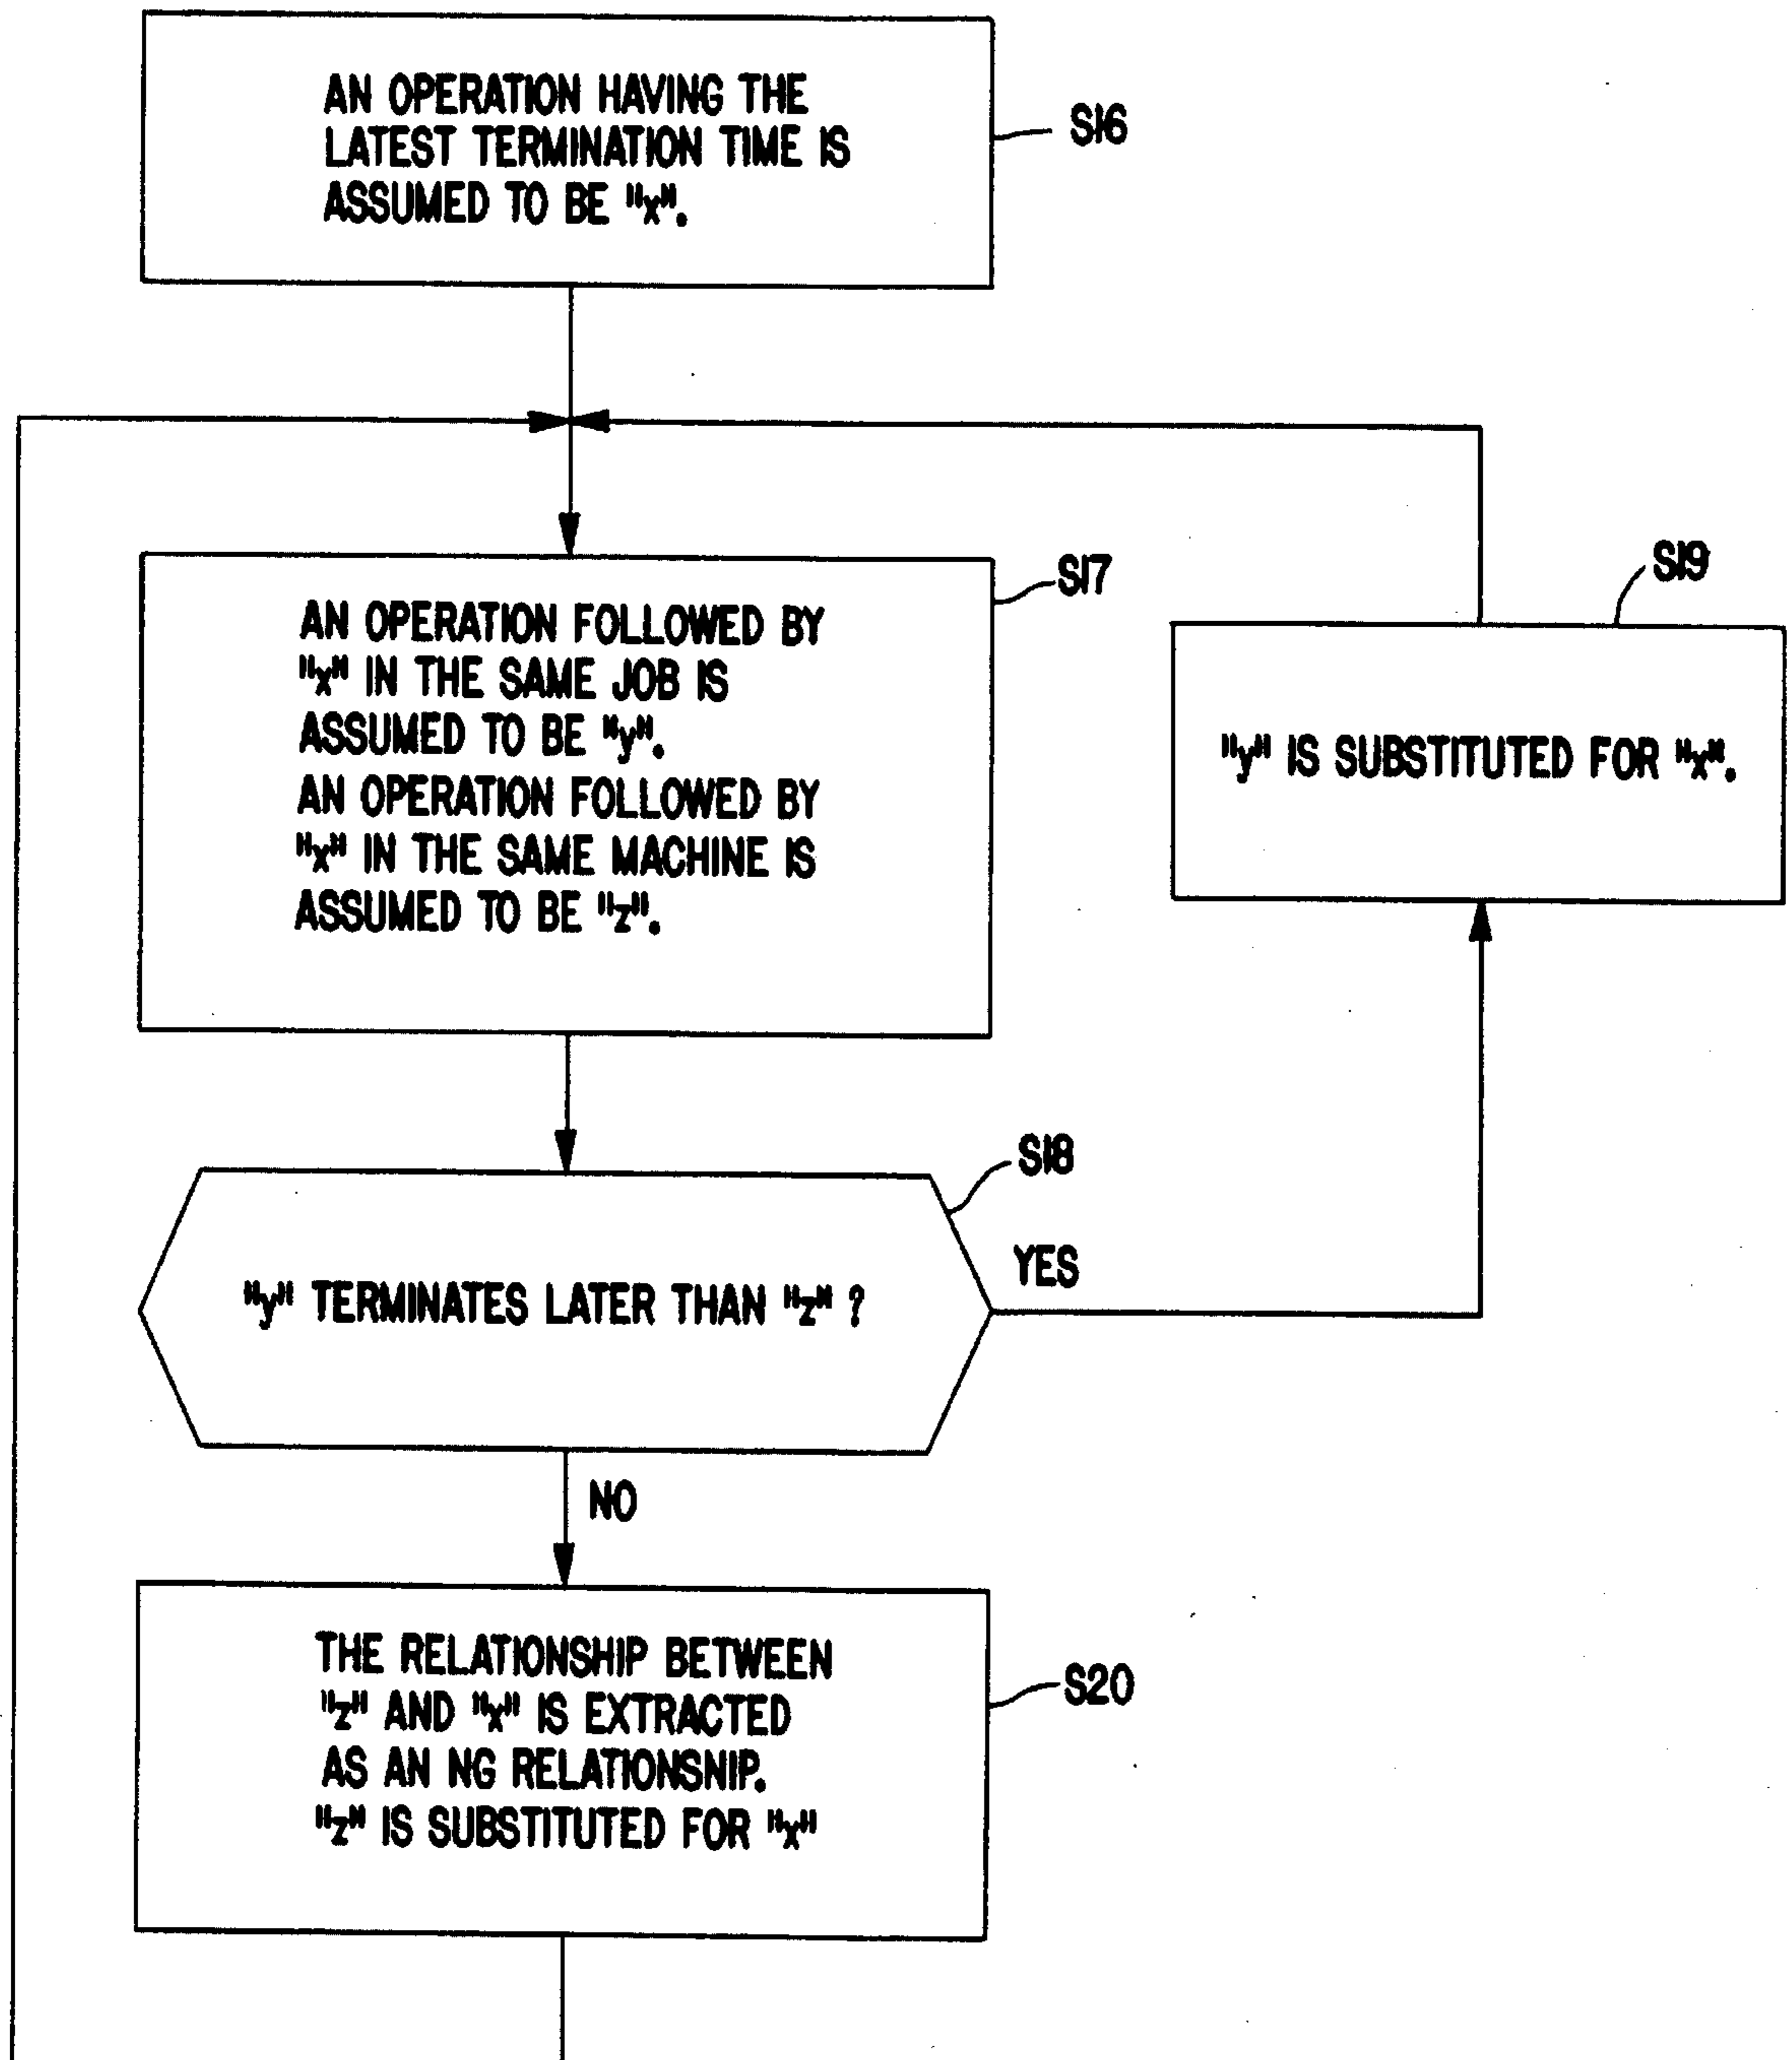 AN OPERATION HAVING THE
LATEST TERMINATION TIME IS
ASSUMED TO BE "x".
S16
AN OPERATION FOLLOWED BY
"x" IN THE SAME JOB IS
ASSUMED TO BE "y".
AN OPERATION FOLLOWED BY
"x" IN THE SAME MACHINE IS
ASSUMED TO BE "z".
S17
"y" IS SUBSTITUTED FOR "x".
S19
"y" TERMINATES LATER THAN "z" ?
S18
YES
NO
THE RELATIONSHIP BETWEEN
"z" AND "x" IS EXTRACTED
AS AN NG RELATIONSNIP.
"z" IS SUBSTITUTED FOR "x"
S20